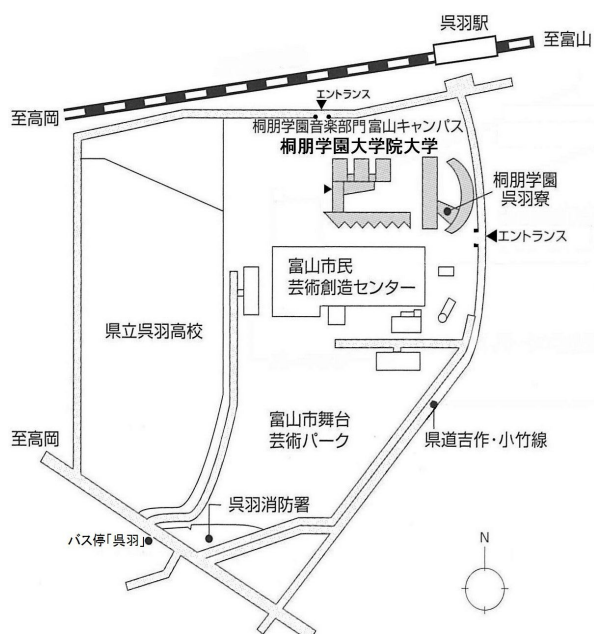 呉羽駅
至富山
エントランス
至高岡
桐朋学園音楽部門 富山キャンパス
桐朋学園大学院大学
桐朋学園
呉羽寮
エントランス
富山市民
芸術創造センター
県立呉羽高校
富山市舞台
芸術パーク
至高岡
県道吉作・小竹線
呉羽消防署
バス停「呉羽」
N